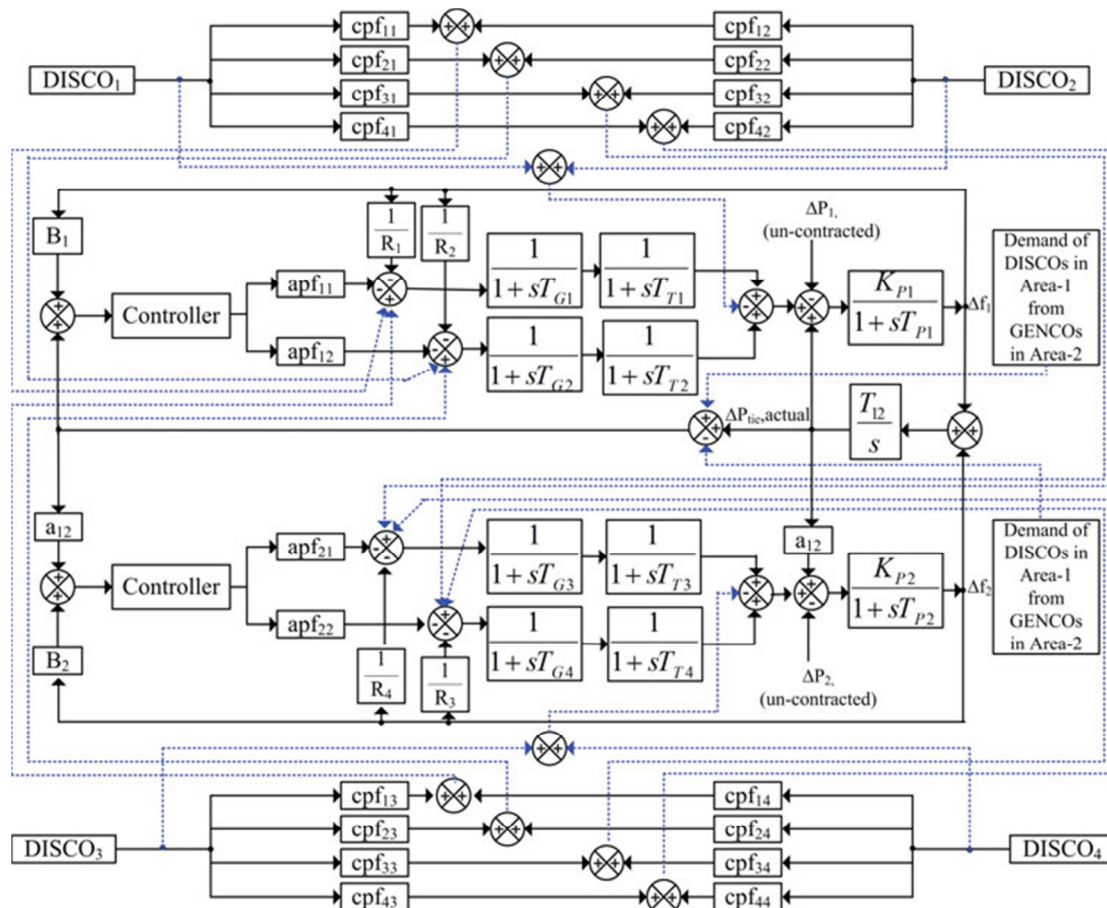 cpf11
cpf12
cpf21
cpf22
DISCO1
DISCO2
cpf31
cpf32
cpf41
cpf42
B1
1
R1
1
R2
ΔP1,
(un-contracted)
Demand of
DISCOs in
Area-1
from
GENCOs
in Area-2
Controller
apf11
apf12
1
1+sTG1
1
1+sTT1
KP1
1+sTP1
Δf1
1
1+sTG2
1
1+sTT2
ΔPtie,actual
T12
s
a12
Controller
apf21
apf22
1
1+sTG3
1
1+sTT3
a12
KP2
1+sTP2
Δf2
Demand of
DISCOs in
Area-1
from
GENCOs
in Area-2
B2
1
R4
1
R3
1
1+sTG4
1
1+sTT4
ΔP2,
(un-contracted)
cpf13
cpf14
cpf23
cpf24
DISCO3
DISCO4
cpf33
cpf34
cpf43
cpf44